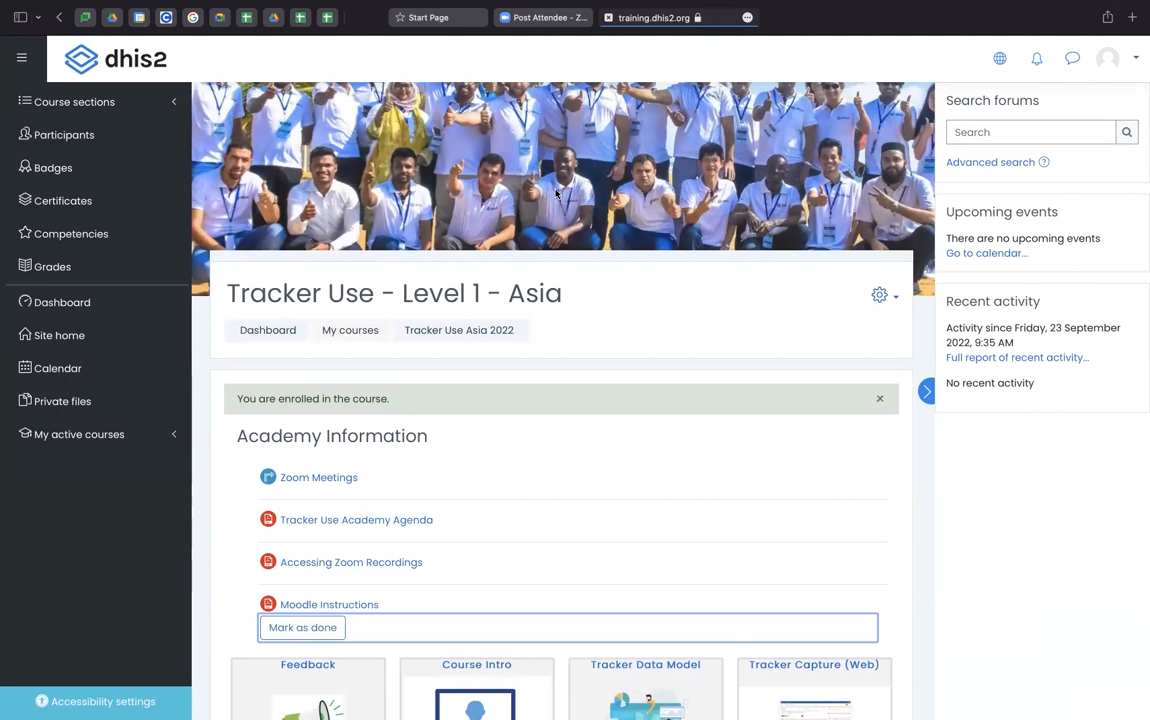 Start Page
Post Attendee - Z...
training.dhis2.org
dhis2
Course sections
Participants
Badges
Certificates
Competencies
Grades
Dashboard
Site home
Calendar
Private files
My active courses
Accessibility settings
Tracker Use - Level 1 - Asia
Dashboard
My courses
Tracker Use Asia 2022
You are enrolled in the course.
Academy Information
Zoom Meetings
Tracker Use Academy Agenda
Accessing Zoom Recordings
Moodle Instructions
Mark as done
Feedback
Course Intro
Tracker Data Model
Tracker Capture (Web)
Search forums
Search
Advanced search
Upcoming events
There are no upcoming events
Go to calendar...
Recent activity
Activity since Friday, 23 September
2022, 9:35 AM
Full report of recent activity...
No recent activity